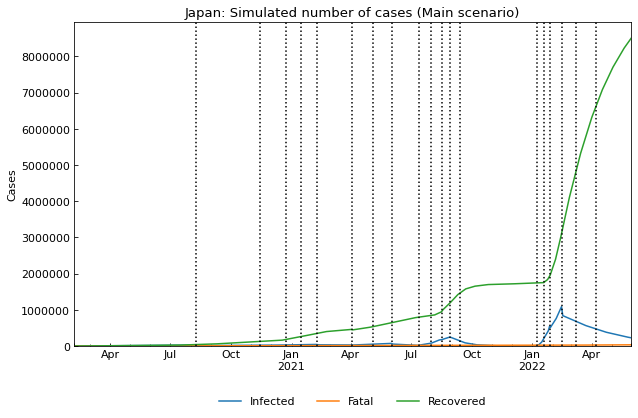 Japan: Simulated number of cases (Main scenario)
8000000
7000000
6000000
5000000
4000000
3000000
2000000
1000000
0
Cases
Apr Jul Oct Jan Apr Jul Oct Jan Apr
2021 2022
Infected Fatal Recovered